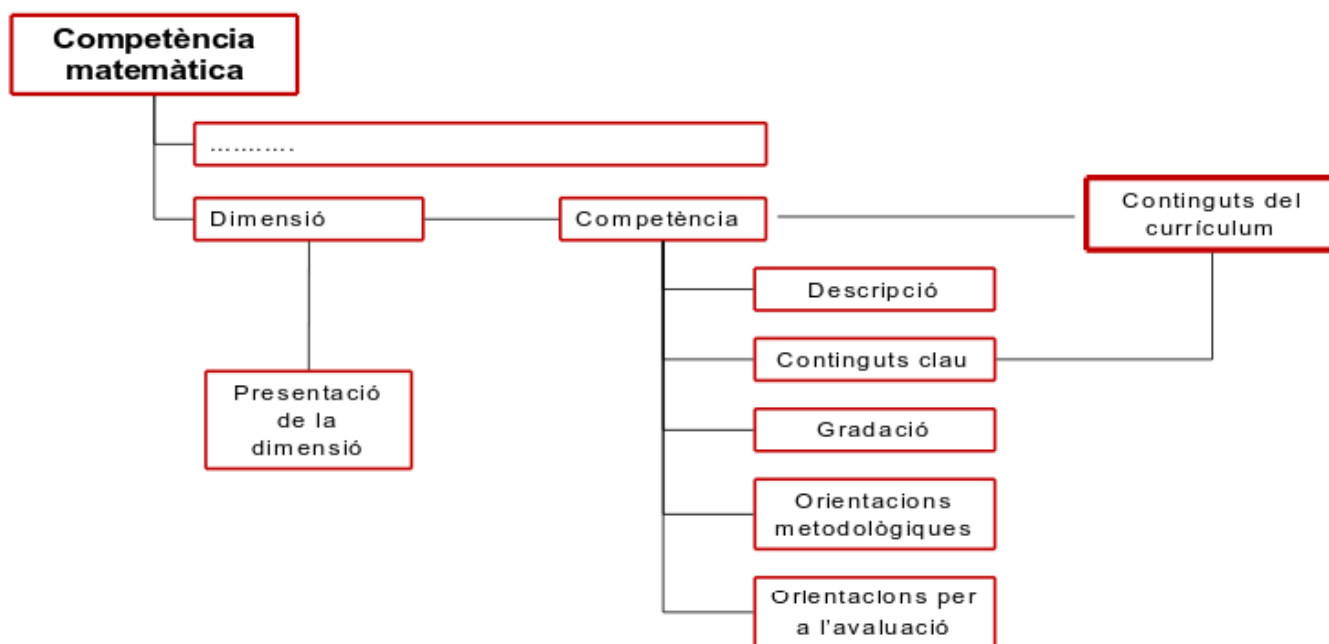 Competència
matemàtica
...........
Dimensió
Competència
Continguts del
currículum
Descripció
Continguts clau
Presentació
de la
dimensió
Gradació
Orientacions
metodològiques
Orientacions per
a l'avaluació